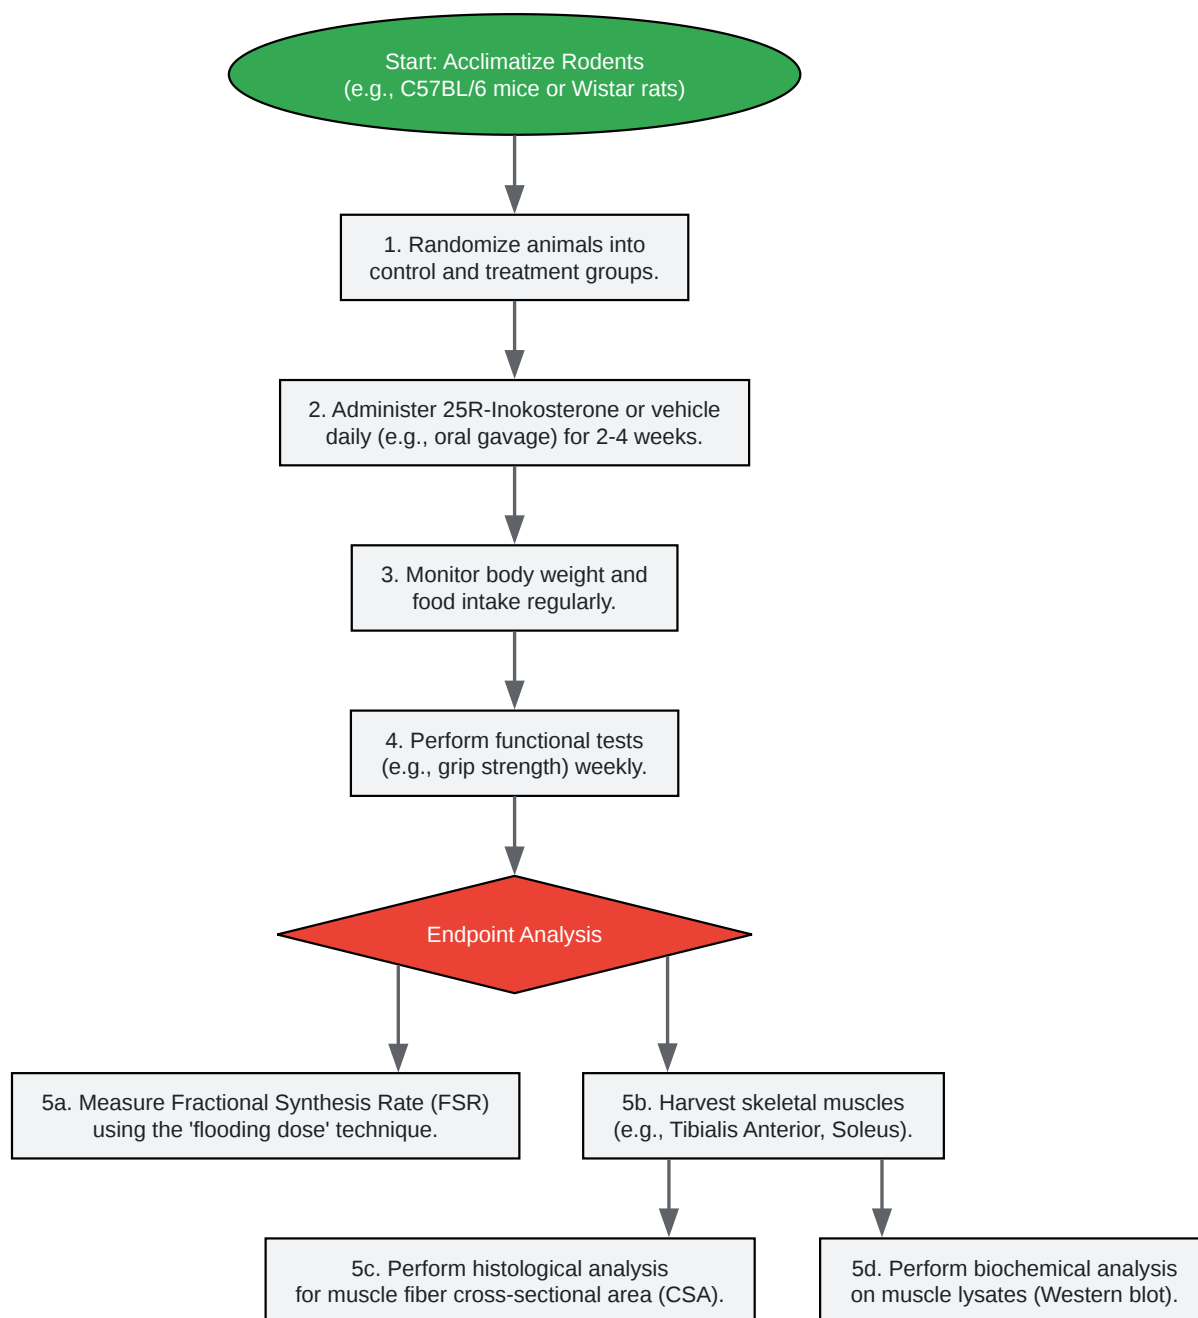 Start: Acclimatize Rodents
(e.g., C57BL/6 mice or Wistar rats)
1. Randomize animals into
control and treatment groups.
2. Administer 25R-Inokosterone or vehicle
daily (e.g., oral gavage) for 2-4 weeks.
3. Monitor body weight and
food intake regularly.
4. Perform functional tests
(e.g., grip strength) weekly.
Endpoint Analysis
5a. Measure Fractional Synthesis Rate (FSR)
using the 'flooding dose' technique.
5b. Harvest skeletal muscles
(e.g., Tibialis Anterior, Soleus).
5c. Perform histological analysis
for muscle fiber cross-sectional area (CSA).
5d. Perform biochemical analysis
on muscle lysates (Western blot).